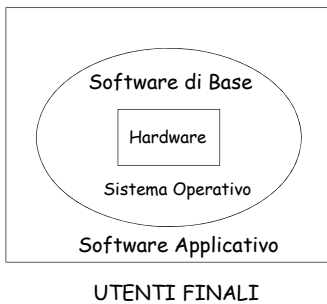 Software di Base
Hardware
Sistema Operativo
Software Applicativo
UTENTI FINALI